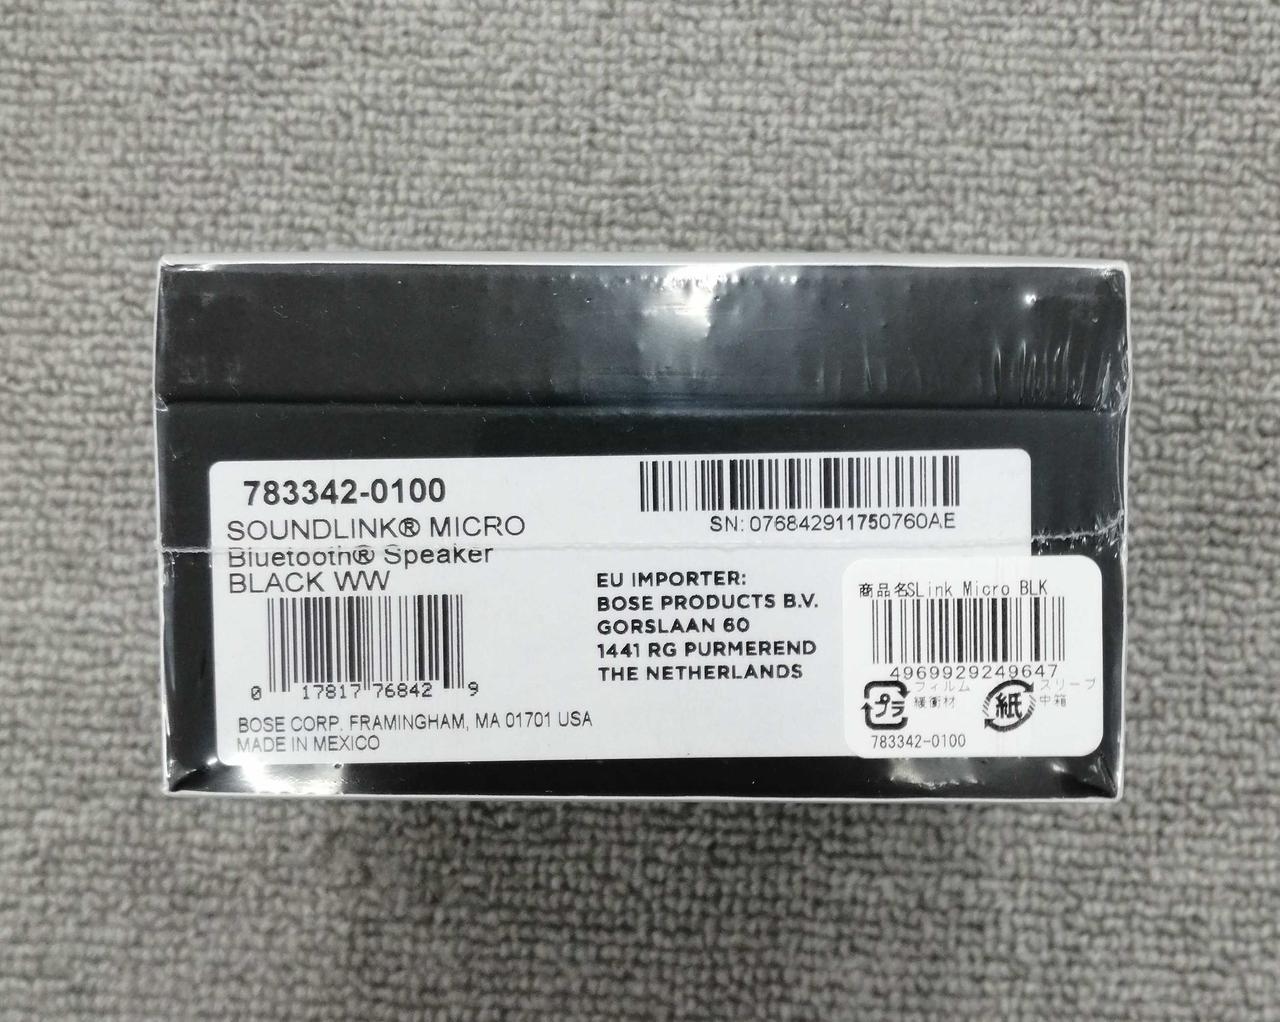 783342-0100
SOUNDLINK® MICRO
Bluetooth® Speaker
BLACK WW
0 17817 76842 9
BOSE CORP. FRAMINGHAM, MA 01701 USA
MADE IN MEXICO
SN: 076842911750760AE
EU IMPORTER:
BOSE PRODUCTS B.V.
GORSLAAN 60
1441 RG PURMEREND
THE NETHERLANDS
商品名SLink Micro BLK
4969929249647
プラ
フィルム
緩衝材
紙
スリーブ
中箱
783342-0100